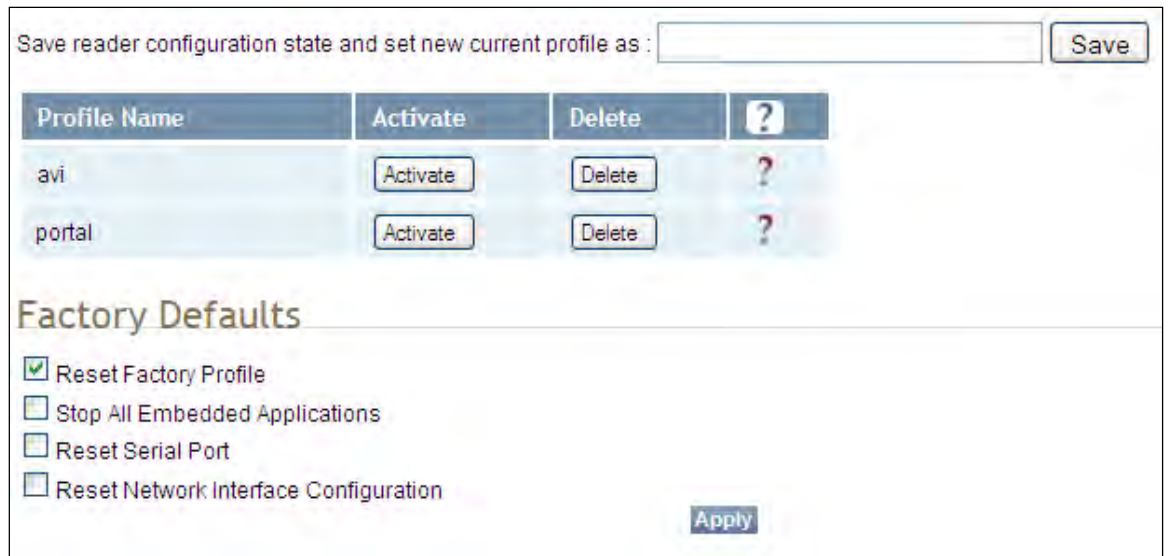 Save reader configuration state and set new current profile as : Save
Profile Name Activate Delete ?
avi Activate Delete ?
portal Activate Delete ?
Factory Defaults
Reset Factory Profile
Stop All Embedded Applications
Reset Serial Port
Reset Network Interface Configuration
Apply